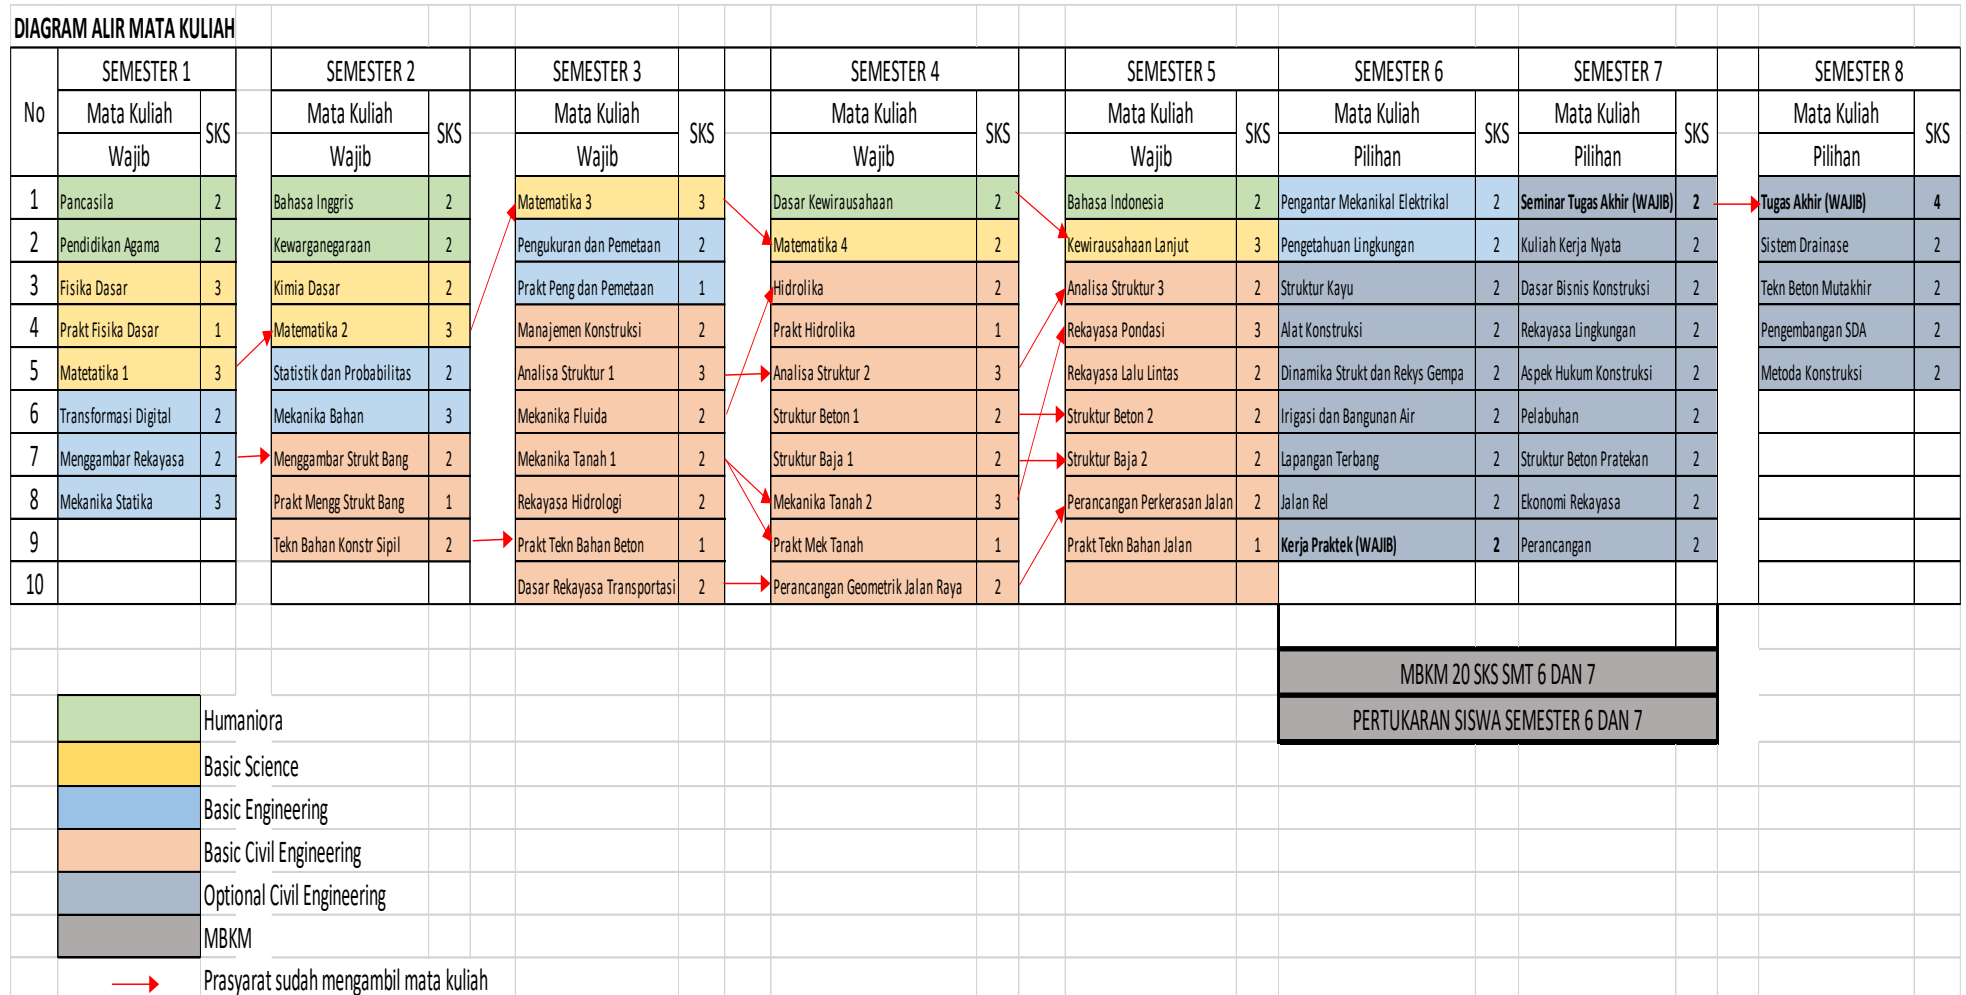 DIAGRAM ALIR MATA KULIAH
No SEMESTER 1 SEMESTER 2 SEMESTER 3 SEMESTER 4 SEMESTER 5 SEMESTER 6 SEMESTER 7 SEMESTER 8
Mata Kuliah SKS Mata Kuliah SKS Mata Kuliah SKS Mata Kuliah SKS Mata Kuliah SKS Mata Kuliah SKS Mata Kuliah SKS Mata Kuliah SKS
Wajib Wajib Wajib Wajib Wajib Pilihan Pilihan Pilihan
1 Pancasila 2 Bahasa Inggris 2 Matematika 3 3 Dasar Kewirausahaan 2 Bahasa Indonesia 2 Pengantar Mekanikal Elektrikal 2 Seminar Tugas Akhir (WAJIB) 2 Tugas Akhir (WAJIB) 4
2 Pendidikan Agama 2 Kewarganegaraan 2 Pengukuran dan Pemetaan 2 Matematika 4 2 Kewirausahaan Lanjut 3 Pengetahuan Lingkungan 2 Kuliah Kerja Nyata 2 Sistem Drainase 2
3 Fisika Dasar 3 Kimia Dasar 2 Prakt Peng dan Pemetaan 1 Hidrolika 2 Analisa Struktur 3 2 Struktur Kayu 2 Dasar Bisnis Konstruksi 2 Tekn Beton Mutakhir 2
4 Prakt Fisika Dasar 1 Matematika 2 3 Manajemen Konstruksi 2 Prakt Hidrolika 1 Rekayasa Pondasi 3 Alat Konstruksi 2 Rekayasa Lingkungan 2 Pengembangan SDA 2
5 Matetatika 1 3 Statistik dan Probabilitas 2 Analisa Struktur 1 3 Analisa Struktur 2 3 Rekayasa Lalu Lintas 2 Dinamika Strukt dan Rekys Gempa 2 Aspek Hukum Konstruksi 2 Metoda Konstruksi 2
6 Transformasi Digital 2 Mekanika Bahan 3 Mekanika Fluida 2 Struktur Beton 1 2 Struktur Beton 2 2 Irigasi dan Bangunan Air 2 Pelabuhan 2
7 Menggambar Rekayasa 2 Menggambar Strukt Bang 2 Mekanika Tanah 1 2 Struktur Baja 1 2 Struktur Baja 2 2 Lapangan Terbang 2 Struktur Beton Pratekan 2
8 Mekanika Statika 3 Prakt Mengg Strukt Bang 1 Rekayasa Hidrologi 2 Mekanika Tanah 2 3 Perancangan Perkerasan Jalan 2 Jalan Rel 2 Ekonomi Rekayasa 2
9 Tekn Bahan Konstr Sipil 2 Prakt Tekn Bahan Beton 1 Prakt Mek Tanah 1 Prakt Tekn Bahan Jalan 1 Kerja Praktek (WAJIB) 2 Perancangan 2
10 Dasar Rekayasa Transportasi 2 Perancangan Geometrik Jalan Raya 2
MBKM 20 SKS SMT 6 DAN 7
PERTUKARAN SISWA SEMESTER 6 DAN 7
Humaniora
Basic Science
Basic Engineering
Basic Civil Engineering
Optional Civil Engineering
MBKM
Prasyarat sudah mengambil mata kuliah